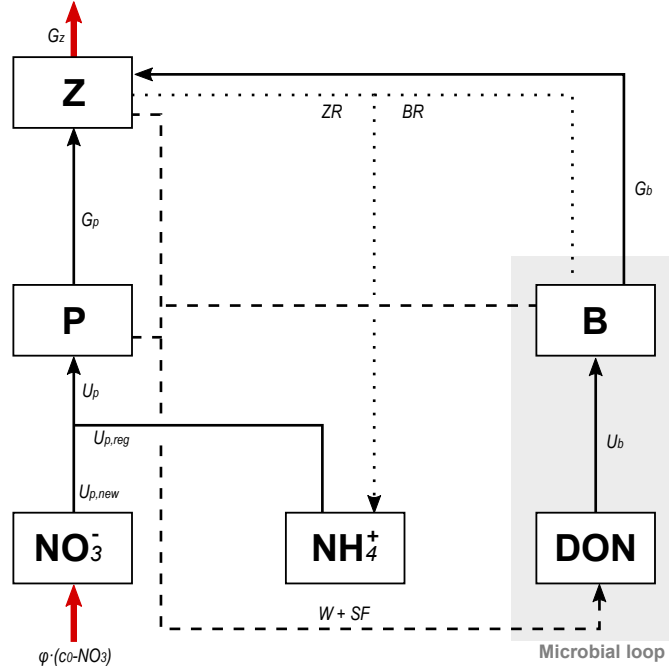 Gz
Z
ZR
BR
Gp
Gb
P
B
Up
Up,reg
Ub
Up,new
NO3-
NH4+
DON
W + SF
φ·(c0-NO3)
Microbial loop